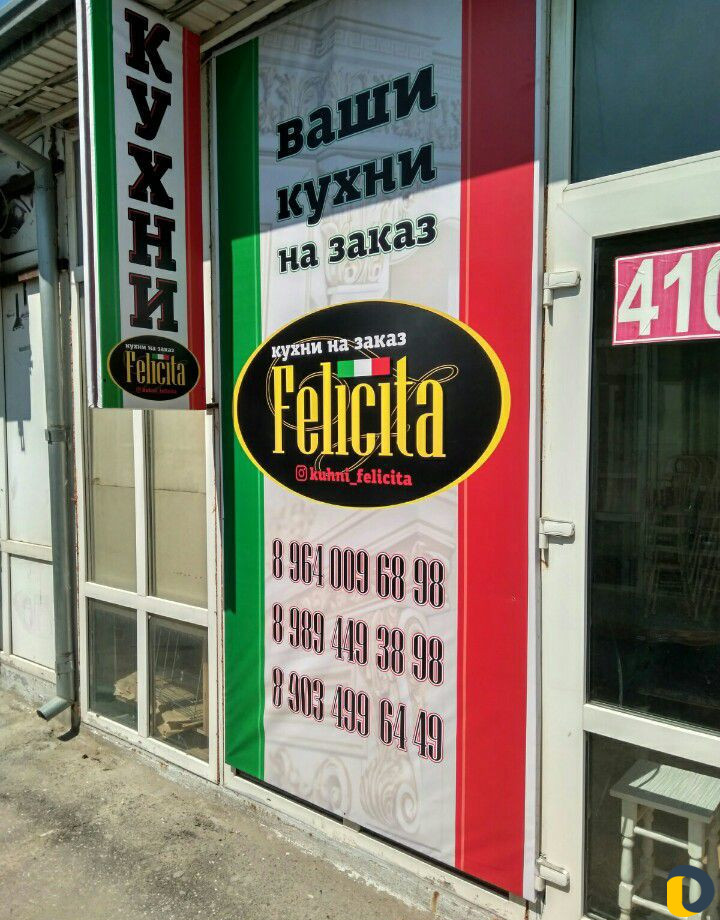 КУХНИ
кухни на заказ
Felicita
kuhni_felicita
ваши
кухни
на заказ
кухни на заказ
Felicita
kuhni_felicita
8 964 009 68 98
8 989 449 38 98
8 903 499 64 49
410